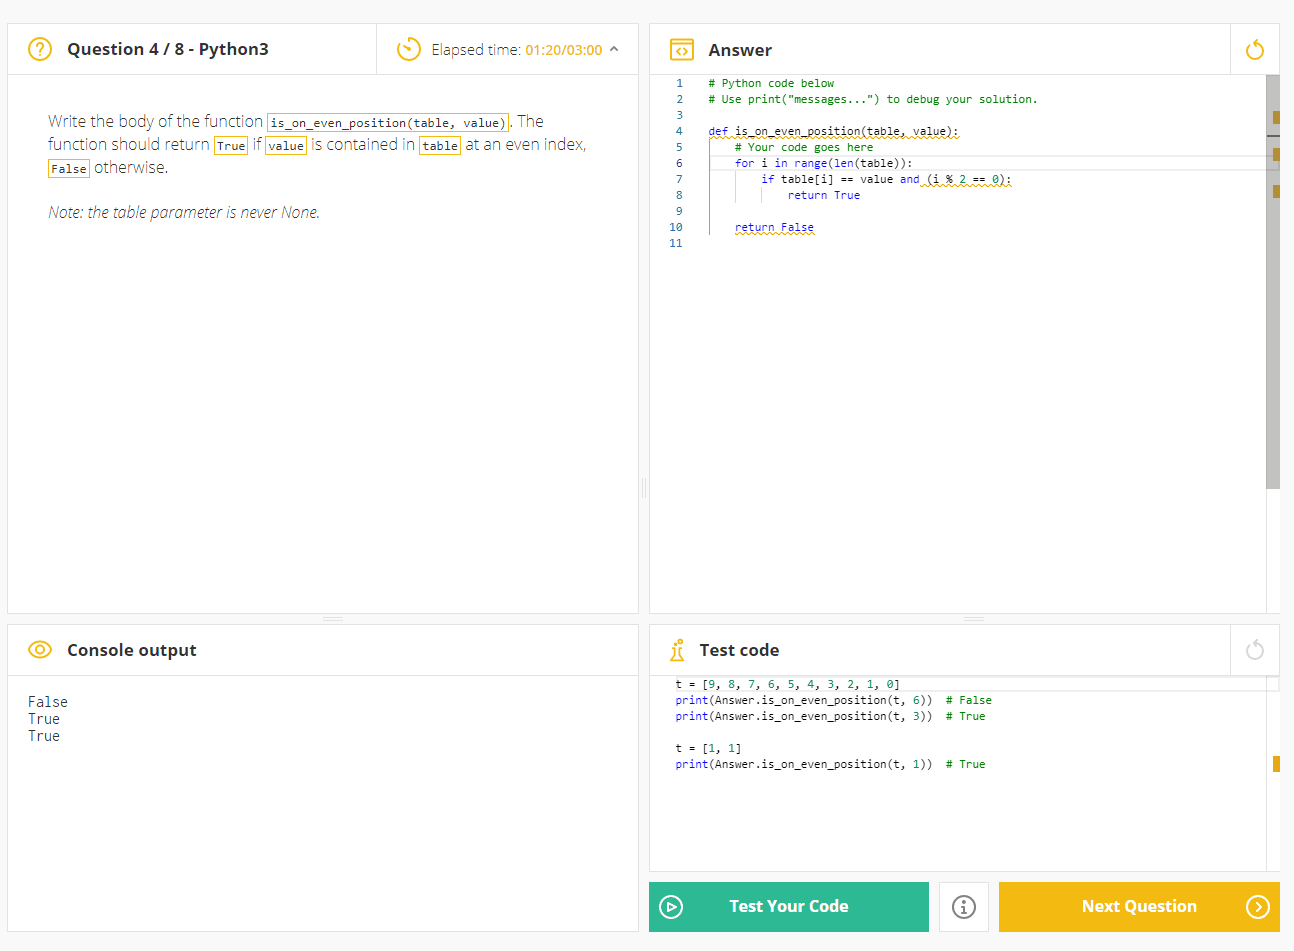 Question 4 / 8 - Python3
Elapsed time: 01:20/03:00
Write the body of the function is_on_even_position(table, value). The
function should return True if value is contained in table at an even index,
False otherwise.
Note: the table parameter is never None.
Answer
1 # Python code below
2 # Use print("messages...") to debug your solution.
3
4 def is_on_even_position(table, value):
5 # Your code goes here
6 for i in range(len(table)):
7 if table[i] == value and (i % 2 == 0):
8 return True
9
10 return False
11
Console output
False
True
True
Test code
t = [9, 8, 7, 6, 5, 4, 3, 2, 1, 0]
print(Answer.is_on_even_position(t, 6)) # False
print(Answer.is_on_even_position(t, 3)) # True
t = [1, 1]
print(Answer.is_on_even_position(t, 1)) # True
Test Your Code
Next Question